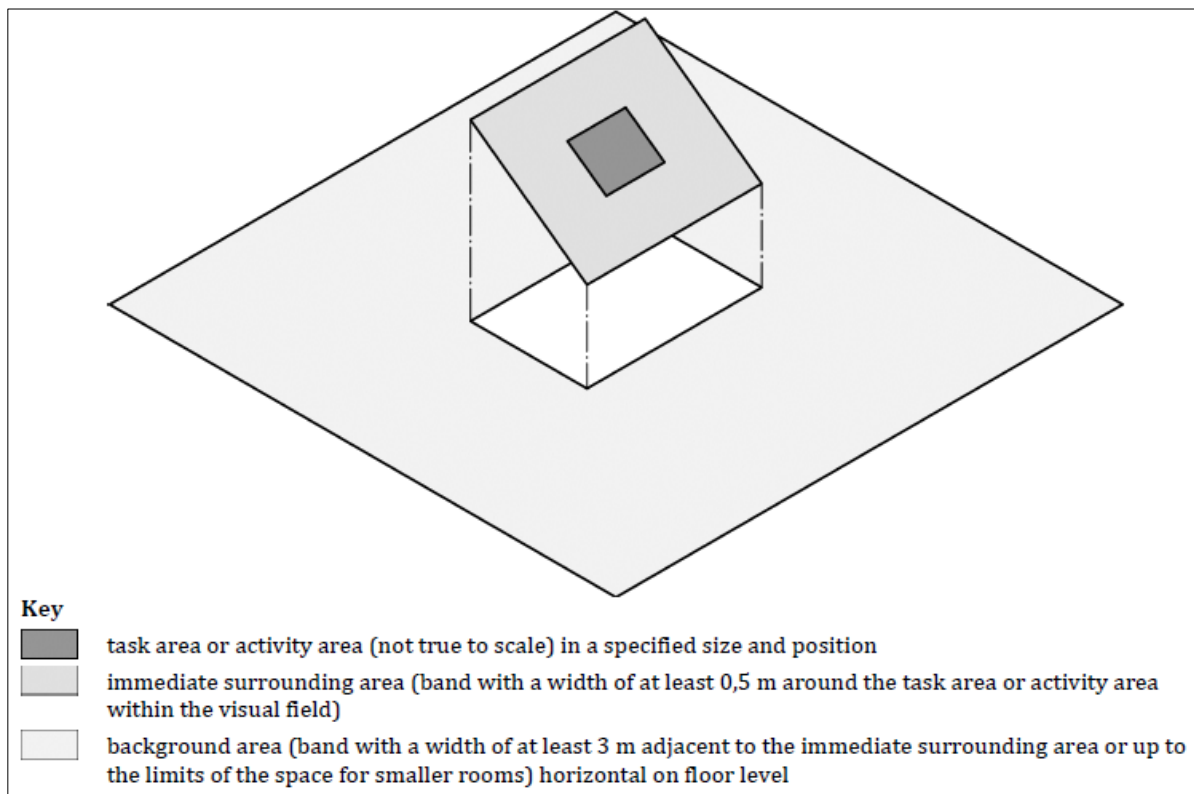 Key
task area or activity area (not true to scale) in a specified size and position
immediate surrounding area (band with a width of at least 0,5 m around the task area or activity area
within the visual field)
background area (band with a width of at least 3 m adjacent to the immediate surrounding area or up to
the limits of the space for smaller rooms) horizontal on floor level